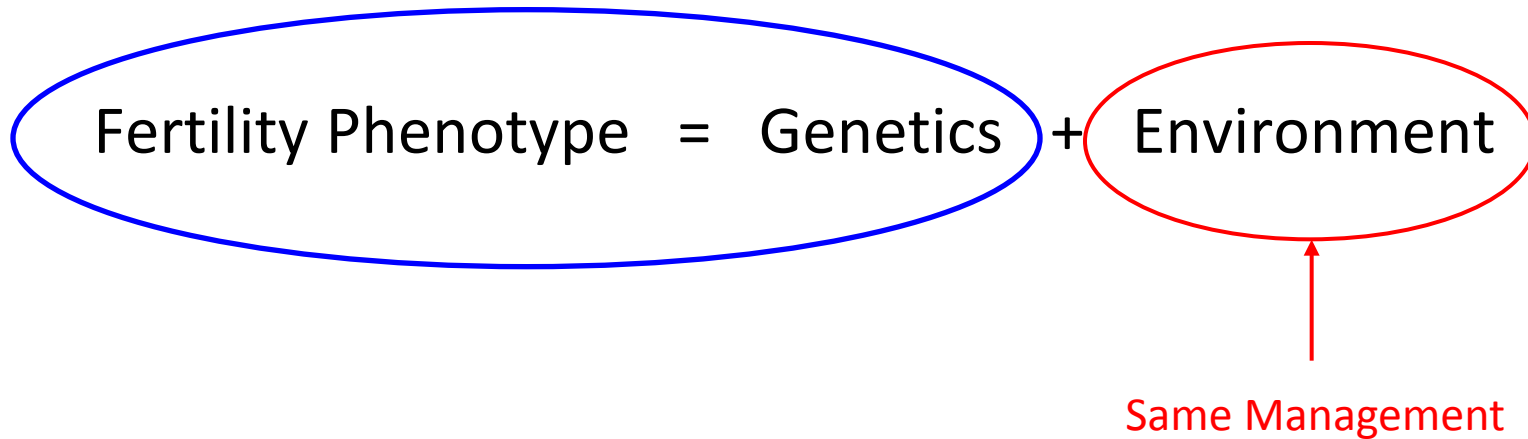 Fertility Phenotype = Genetics + Environment
Same Management